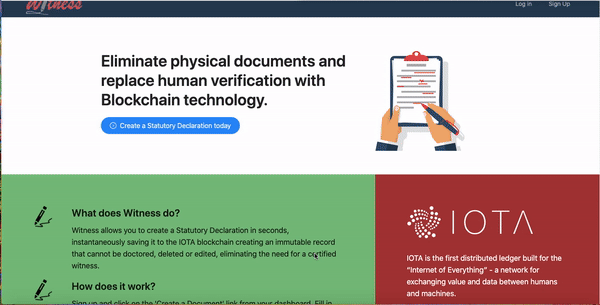 Witness
Log in Sign Up
Eliminate physical documents and
replace human verification with
Blockchain technology.
Create a Statutory Declaration today
What does Witness do?
Witness allows you to create a Statutory Declaration in seconds,
instantaneously saving it to the IOTA blockchain creating an immutable record
that cannot be doctored, deleted or edited, eliminating the need for a certified
witness.
How does it work?
Sign up and click on the 'Create a Document' link from your dashboard. Fill in
IOTA
IOTA is the first distributed ledger built for the
“Internet of Everything” - a network for
exchanging value and data between humans
and machines.